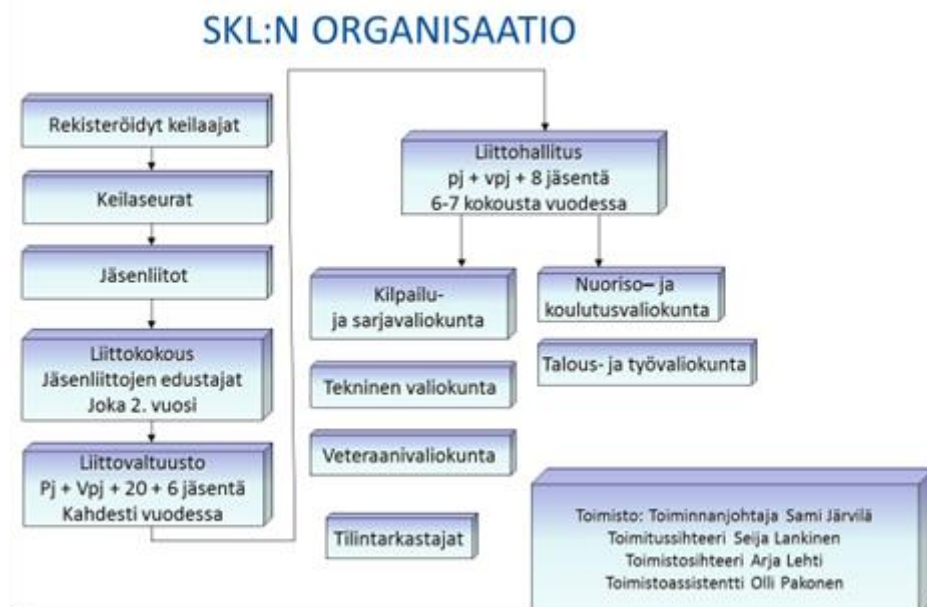 SKL:N ORGANISAATIO
Rekisteröidyt keilaajat
Keilaseurat
Jäsenliitot
Liittokokous
Jäsenliittojen edustajat
Joka 2. vuosi
Liittovaltuusto
Pj + Vpj + 20 + 6 jäsentä
Kahdesti vuodessa
Liittohallitus
pj + vpj + 8 jäsentä
6-7 kokousta vuodessa
Kilpailu-
ja sarjavaliokunta
Nuoriso– ja
koulutusvaliokunta
Tekninen valiokunta
Talous- ja työvaliokunta
Veteraanivaliokunta
Tilintarkastajat
Toimisto: Toiminnanjohtaja Sami Järvilä
Toimitussihteeri Seija Lankinen
Toimistosihteeri Arja Lehti
Toimistoassistentti Olli Pakonen